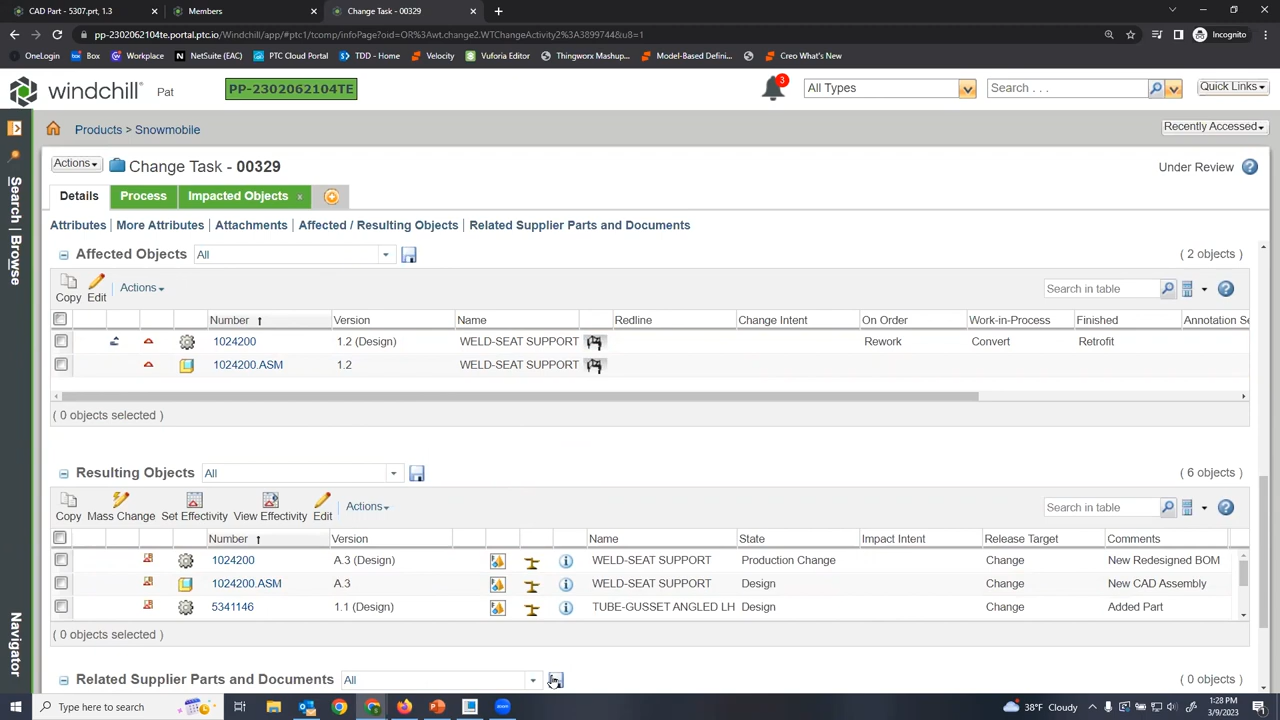 CAD Part - 5307.prt, 1.3
Members
Change Task - 00329
pp-2302062104te.portal.ptc.io/Windchill/app/#ptc1/tcomp/infoPage?oid=OR%3Awt.change2.WTChangeActivity2%3A3899744&u8=1
Incognito
OneLogin
Box
Workplace
NetSuite (EAC)
PTC Cloud Portal
TDD - Home
Velocity
Vuforia Editor
Thingworx Mashup...
Model-Based Defini...
Creo What's New
windchill
Pat
PP-2302062104TE
3
All Types
Search . . .
Quick Links
Products > Snowmobile
Recently Accessed
Actions
Change Task - 00329
Under Review
Details
Process
Impacted Objects x
Attributes | More Attributes | Attachments | Affected / Resulting Objects | Related Supplier Parts and Documents
Search | Browse
Navigator
Affected Objects
All
( 2 objects )
Copy
Edit
Actions
Search in table
Number
Version
Name
Redline
Change Intent
On Order
Work-in-Process
Finished
Annotation Se
1024200
1.2 (Design)
WELD-SEAT SUPPORT
Rework
Convert
Retrofit
1024200.ASM
1.2
WELD-SEAT SUPPORT
( 0 objects selected )
Resulting Objects
All
( 6 objects )
Copy
Mass Change
Set Effectivity
View Effectivity
Edit
Actions
Search in table
Number
Version
Name
State
Impact Intent
Release Target
Comments
1024200
A.3 (Design)
WELD-SEAT SUPPORT
Production Change
Change
New Redesigned BOM
1024200.ASM
A.3
WELD-SEAT SUPPORT
Design
Change
New CAD Assembly
5341146
1.1 (Design)
TUBE-GUSSET ANGLED LH
Design
Change
Added Part
( 0 objects selected )
Related Supplier Parts and Documents
All
( 0 objects )
Type here to search
38°F Cloudy
1:28 PM
3/9/2023